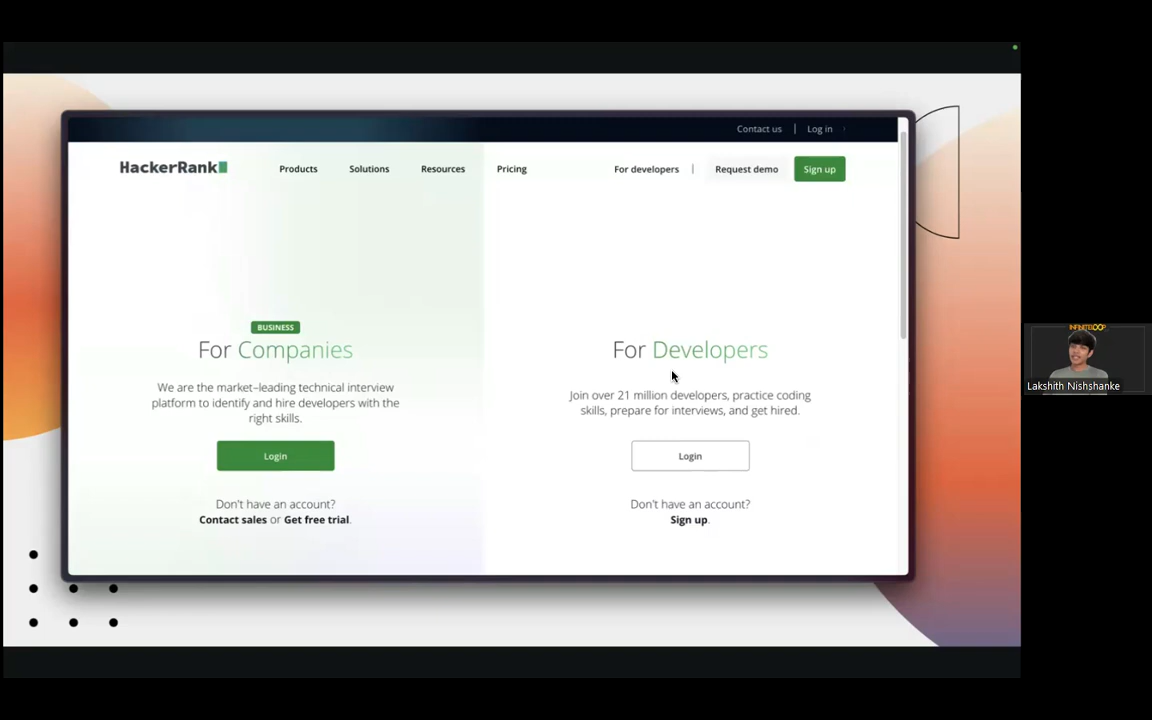 Contact us | Log in
HackerRank
Products
Solutions
Resources
Pricing
For developers |
Request demo
Sign up
BUSINESS
For Companies
We are the market-leading technical interview
platform to identify and hire developers with the
right skills.
Login
Don't have an account?
Contact sales or Get free trial.
For Developers
Join over 21 million developers, practice coding
skills, prepare for interviews, and get hired.
Login
Don't have an account?
Sign up.
INFINITELOOP
Lakshith Nishshanke